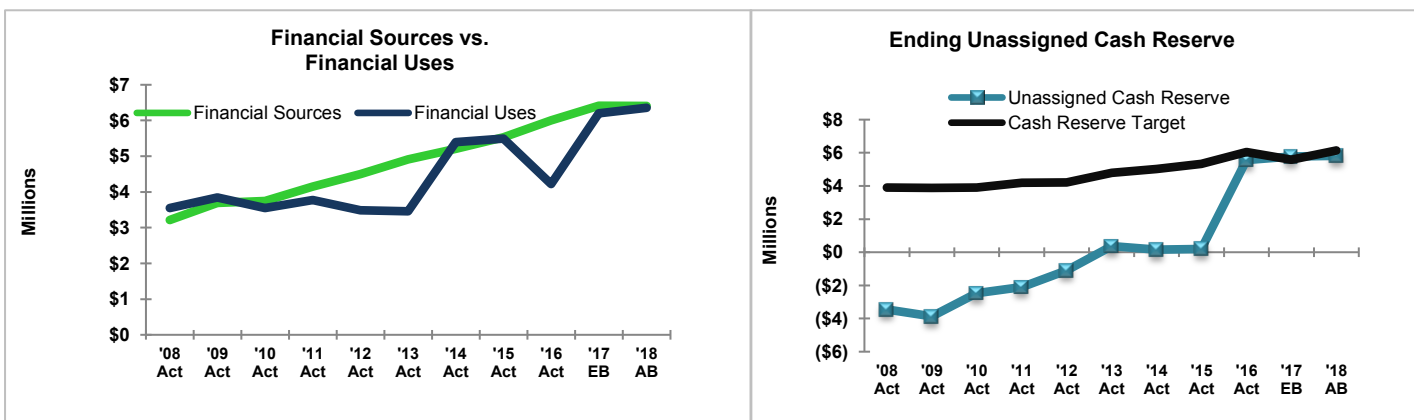 Financial Sources vs.
Financial Uses
$7
Financial Sources
Financial Uses
$6
$5
$4
$3
$2
$1
$0
Millions
'08 '09 '10 '11 '12 '13 '14 '15 '16 '17 '18
Act Act Act Act Act Act Act Act Act EB AB
Ending Unassigned Cash Reserve
Unassigned Cash Reserve
Cash Reserve Target
$8
$6
$4
$2
$0
($2)
($4)
($6)
Millions
'08 '09 '10 '11 '12 '13 '14 '15 '16 '17 '18
Act Act Act Act Act Act Act Act Act EB AB